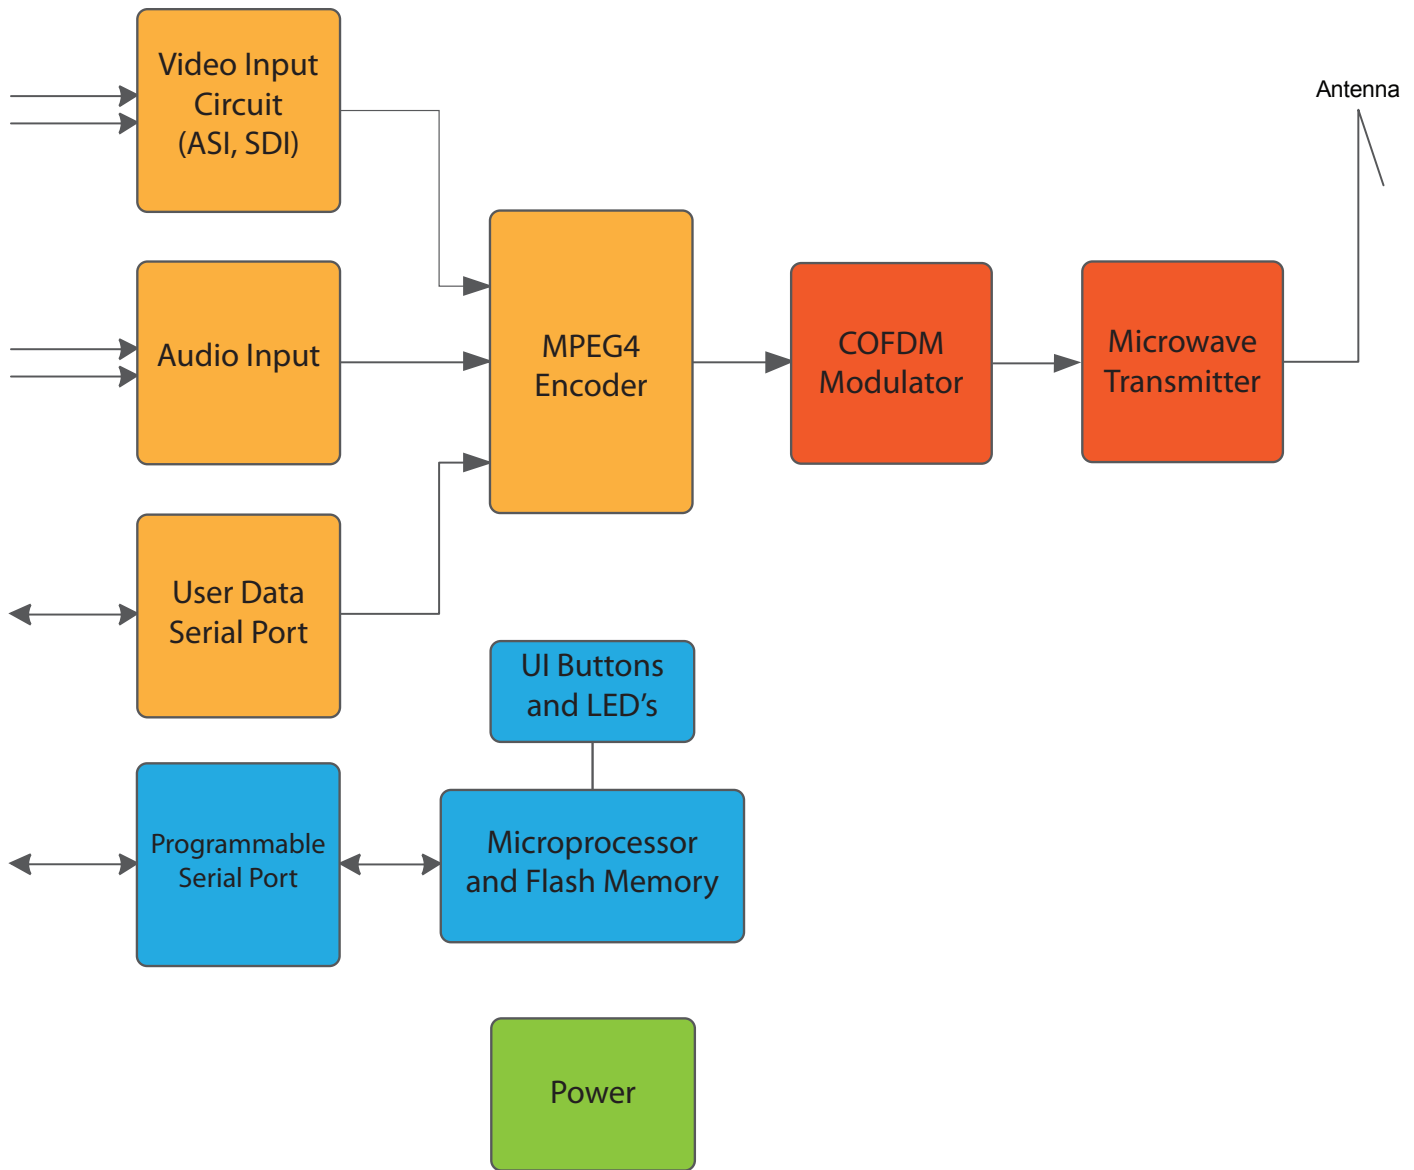 Video Input
Circuit
(ASI, SDI)
Antenna
Audio Input
MPEG4
Encoder
COFDM
Modulator
Microwave
Transmitter
User Data
Serial Port
UI Buttons
and LED’s
Programmable
Serial Port
Microprocessor
and Flash Memory
Power